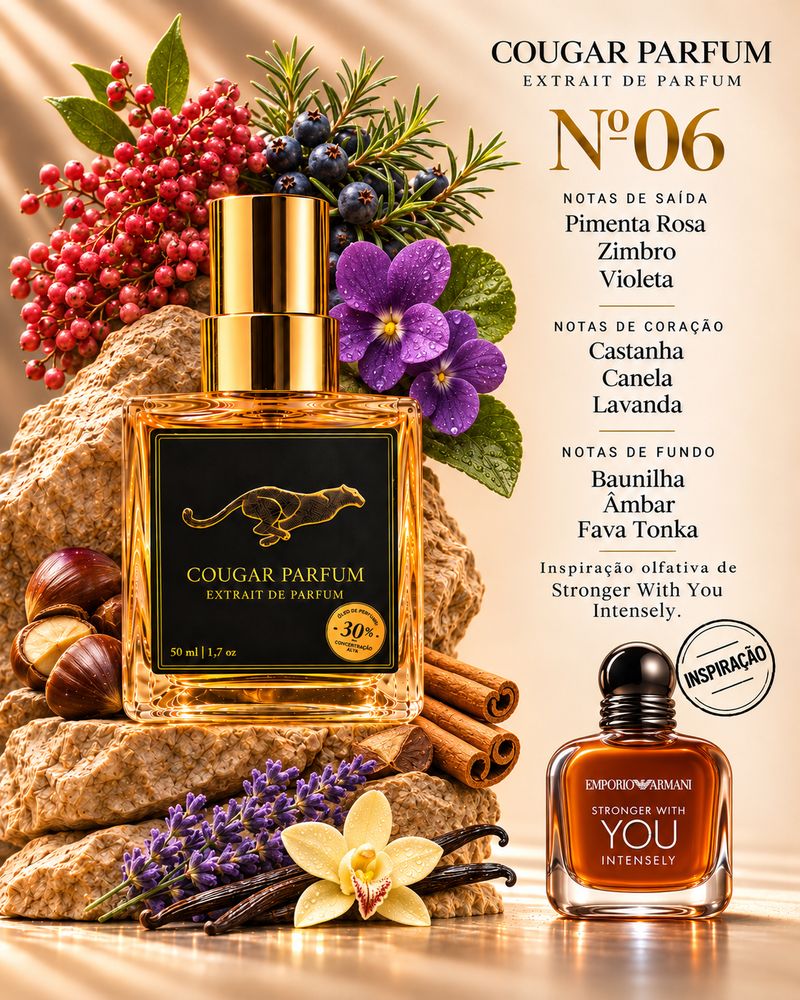 COUGAR PARFUM
EXTRAIT DE PARFUM
Nº06
NOTAS DE SAÍDA
Pimenta Rosa
Zimbro
Violeta
NOTAS DE CORAÇÃO
Castanha
Canela
Lavanda
NOTAS DE FUNDO
Baunilha
Âmbar
Fava Tonka
Inspiração olfativa de
Stronger With You
Intensely.
INSPIRAÇÃO
COUGAR PARFUM
EXTRAIT DE PARFUM
50 ml | 1,7 oz
ÓLEO DE PERFUME
30%
CONCENTRAÇÃO
ALTA
EMPORIO ARMANI
STRONGER WITH
YOU
INTENSELY